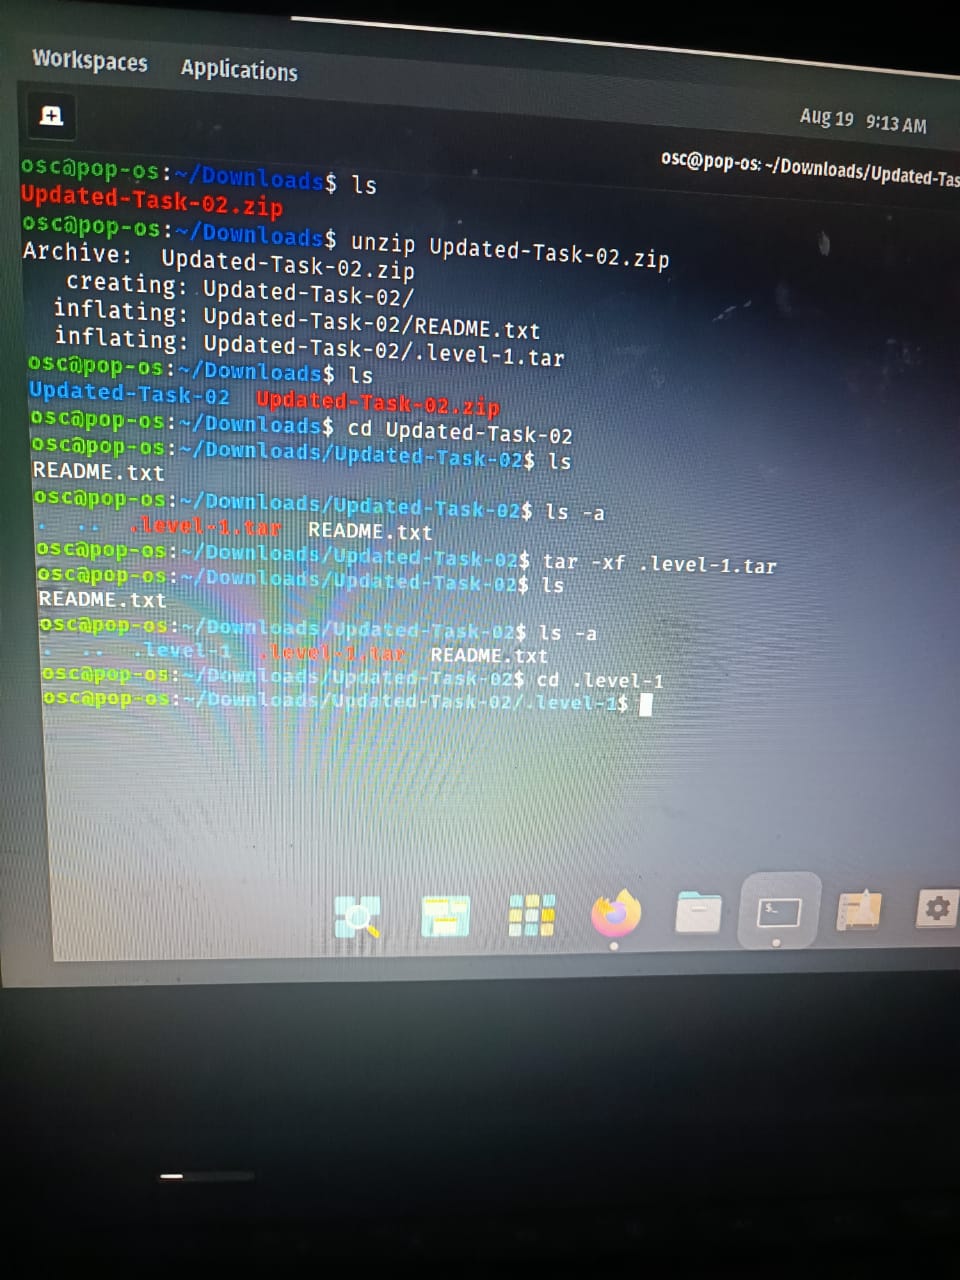 Workspaces Applications
Aug 19 9:13 AM
osc@pop-os: ~/Downloads/Updated-Tas
osc@pop-os:~/Downloads$ ls
Updated-Task-02.zip
osc@pop-os:~/Downloads$ unzip Updated-Task-02.zip
Archive:  Updated-Task-02.zip
   creating: Updated-Task-02/
  inflating: Updated-Task-02/README.txt
  inflating: Updated-Task-02/.level-1.tar
osc@pop-os:~/Downloads$ ls
Updated-Task-02  Updated-Task-02.zip
osc@pop-os:~/Downloads$ cd Updated-Task-02
osc@pop-os:~/Downloads/Updated-Task-02$ ls
README.txt
osc@pop-os:~/Downloads/Updated-Task-02$ ls -a
.  ..  .level-1.tar  README.txt
osc@pop-os:~/Downloads/Updated-Task-02$ tar -xf .level-1.tar
osc@pop-os:~/Downloads/Updated-Task-02$ ls
README.txt
osc@pop-os:~/Downloads/Updated-Task-02$ ls -a
.  ..  .level-1  .level-1.tar  README.txt
osc@pop-os:~/Downloads/Updated-Task-02$ cd .level-1
osc@pop-os:~/Downloads/Updated-Task-02/.level-1$
$_